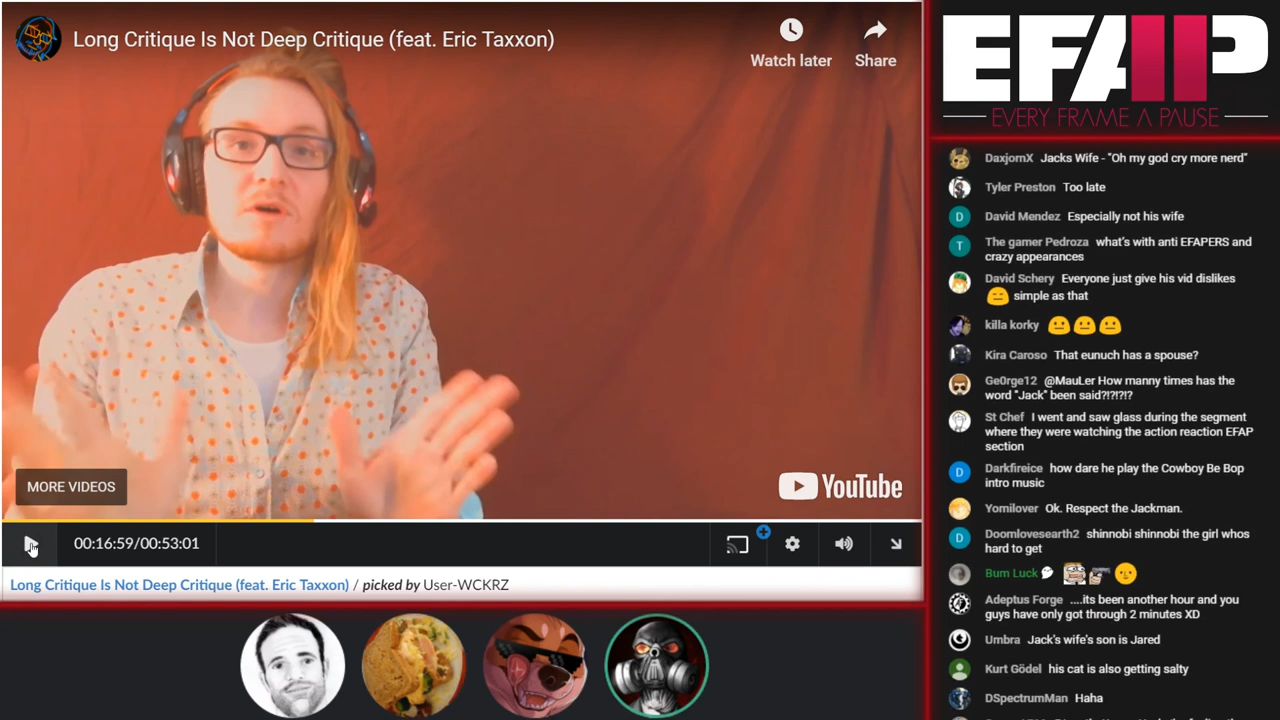 Long Critique Is Not Deep Critique (feat. Eric Taxxon)
Watch later
Share
MORE VIDEOS
YouTube
00:16:59/00:53:01
Long Critique Is Not Deep Critique (feat. Eric Taxxon) / picked by User-WCKRZ
EFAP
EVERY FRAME A PAUSE
DaxjornX Jacks Wife - "Oh my god cry more nerd"
Tyler Preston Too late
D
David Mendez Especially not his wife
T
The gamer Pedroza what's with anti EFAPERS and
crazy appearances
David Schery Everyone just give his vid dislikes
simple as that
killa korky
Kira Caroso That eunuch has a spouse?
Ge0rge12 @MauLer How manny times has the
word "Jack" been said?!?!?!?
St Chef I went and saw glass during the segment
where they were watching the action reaction EFAP
section
D
Darkfireice how dare he play the Cowboy Be Bop
intro music
Yomilover Ok. Respect the Jackman.
D
Doomlovesearth2 shinnobi shinnobi the girl whos
hard to get
Bum Luck
Adeptus Forge ....its been another hour and you
guys have only got through 2 minutes XD
Umbra Jack's wife's son is Jared
Kurt Gödel his cat is also getting salty
DSpectrumMan Haha